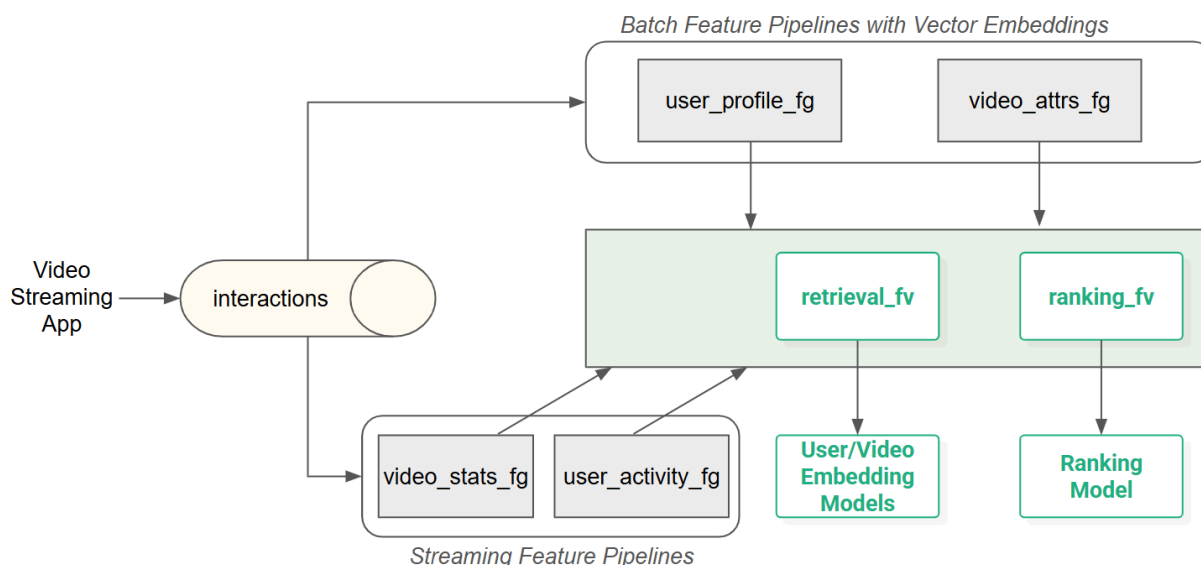 Batch Feature Pipelines with Vector Embeddings
user_profile_fg
video_attrs_fg
Video
Streaming
App
interactions
retrieval_fv
ranking_fv
video_stats_fg
user_activity_fg
User/Video
Embedding
Models
Ranking
Model
Streaming Feature Pipelines